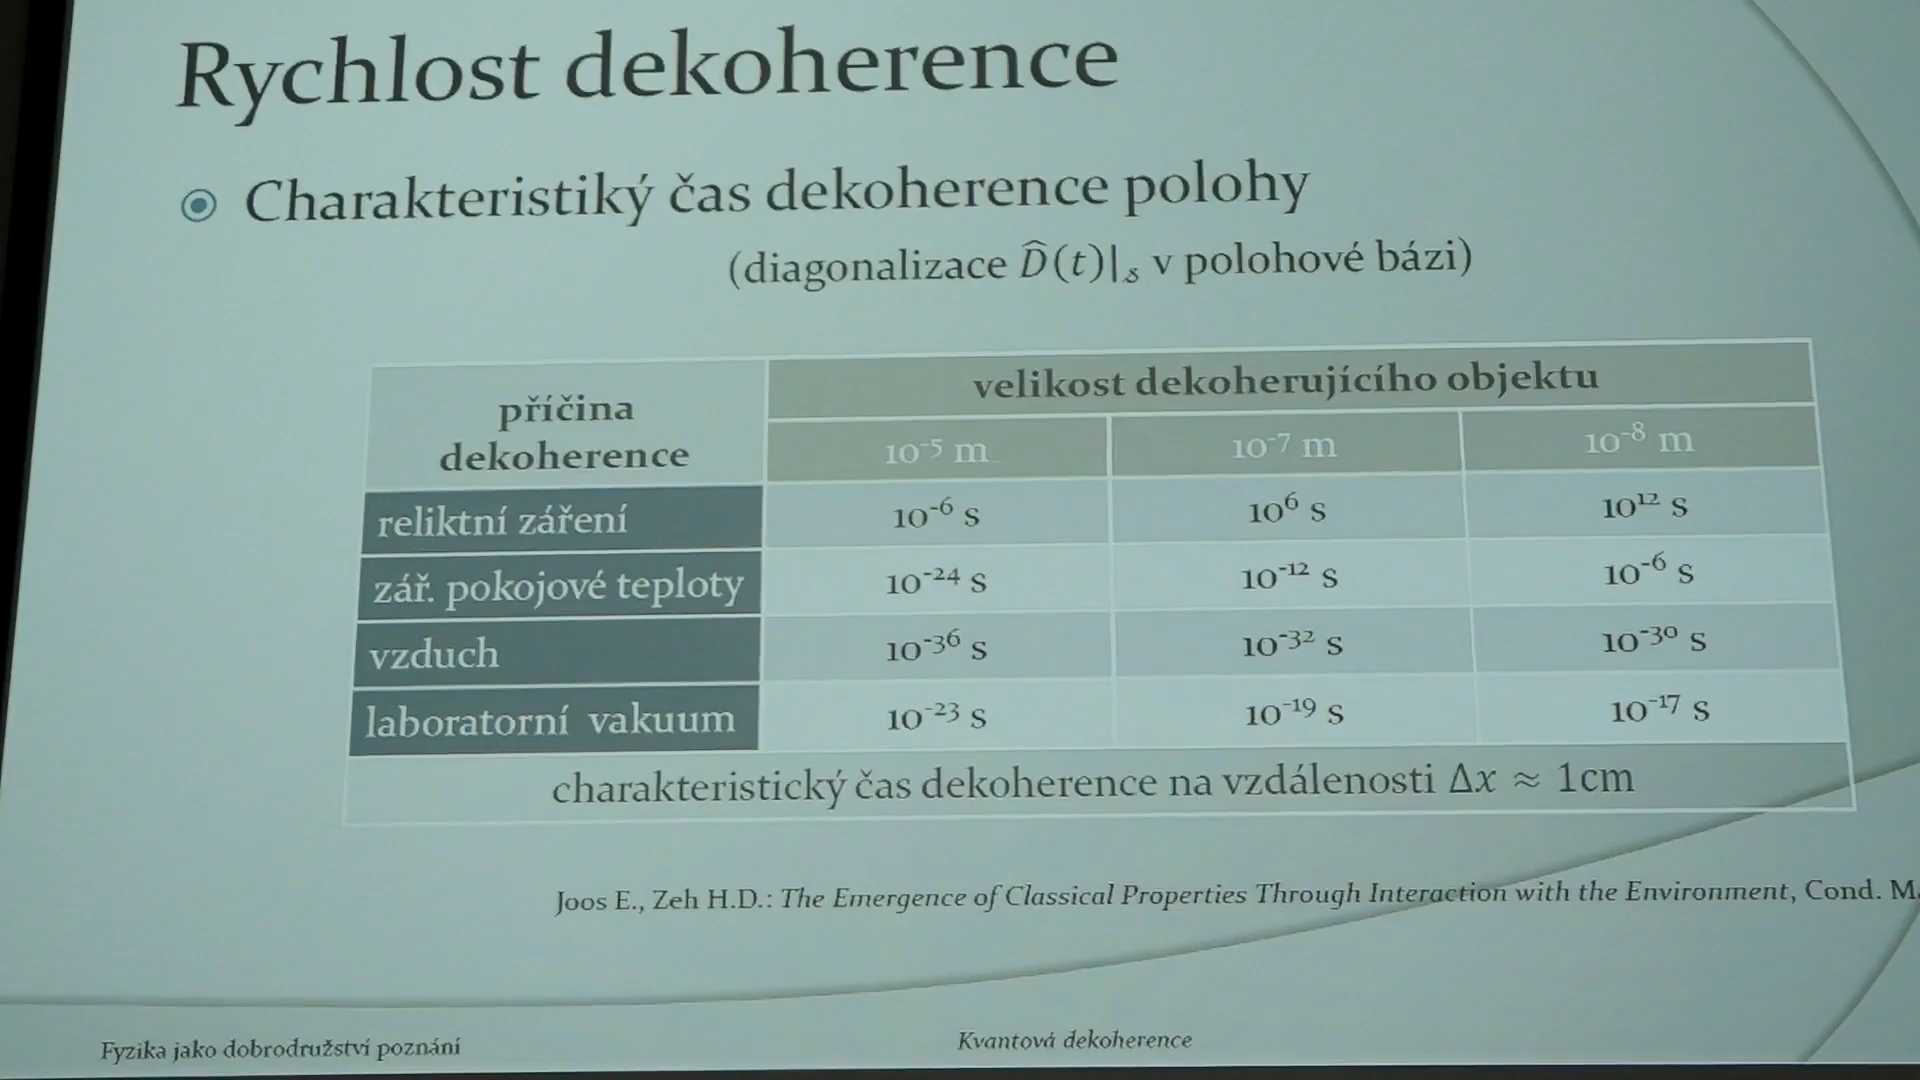 Rychlost dekoherence
Charakteristiký čas dekoherence polohy
(diagonalizace D̂(t)|ₛ v polohové bázi)
příčina dekoherence
velikost dekoherujícího objektu
10⁻⁵ m 10⁻⁷ m 10⁻⁸ m
reliktní záření 10⁻⁶ s 10⁶ s 10¹² s
zář. pokojové teploty 10⁻²⁴ s 10⁻¹² s 10⁻⁶ s
vzduch 10⁻³⁶ s 10⁻³² s 10⁻³⁰ s
laboratorní vakuum 10⁻²³ s 10⁻¹⁹ s 10⁻¹⁷ s
charakteristický čas dekoherence na vzdálenosti Δx ≈ 1cm
Joos E., Zeh H.D.: The Emergence of Classical Properties Through Interaction with the Environment, Cond.
Fyzika jako dobrodružství poznání
Kvantová dekoherence